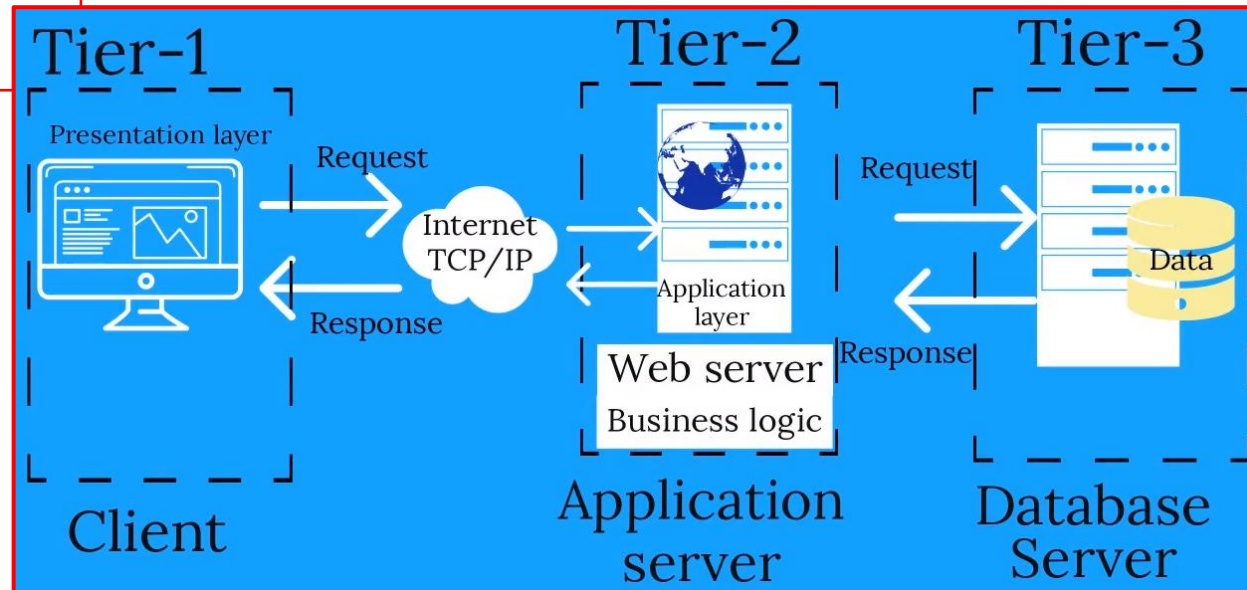 Tier-1
Tier-2
Tier-3
Presentation layer
Request
Internet
TCP/IP
Response
Application
layer
Web server
Business logic
Request
Response
Data
Client
Application
server
Database
Server